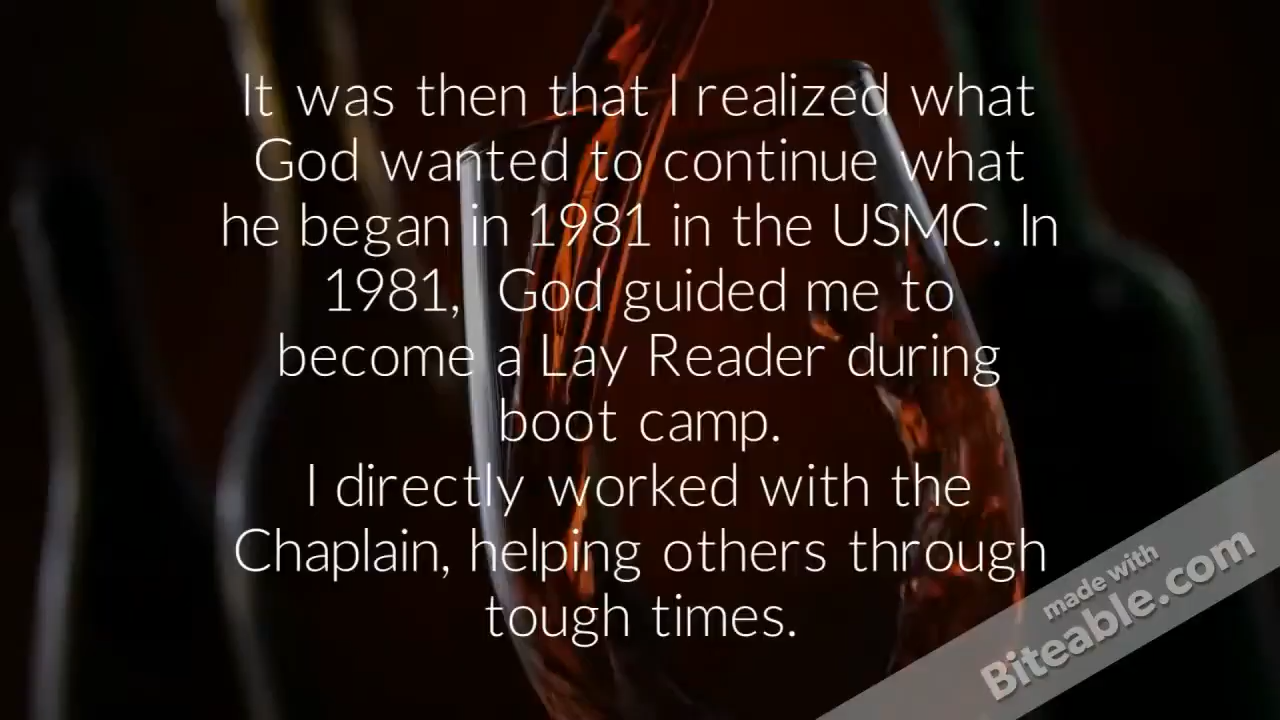 It was then that I realized what
God wanted to continue what
he began in 1981 in the USMC. In
1981,  God guided me to
become a Lay Reader during
boot camp.
I directly worked with the
Chaplain, helping others through
tough times.
made with
Biteable.com